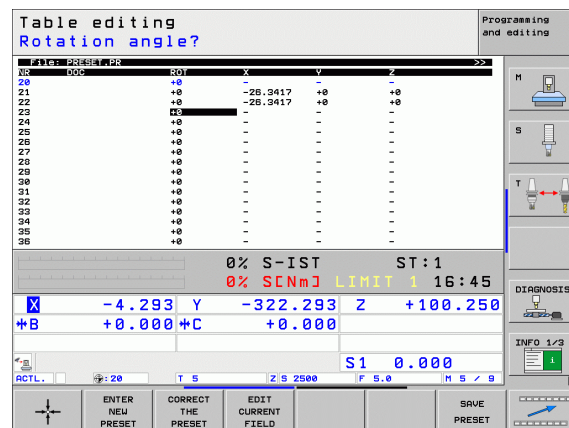 Table editing
Rotation angle?
Programming
and editing
File: PRESET.PR >>
NR DOC ROT X Y Z
20 +0 - - -
21 +0 -26.3417 +0 +0
22 +0 -26.3417 +0 +0
23 +0 - - -
24 +0 - - -
25 +0 - - -
26 +0 - - -
27 +0 - - -
28 +0 - - -
29 +0 - - -
30 +0 - - -
31 +0 - - -
32 +0 - - -
33 +0 - - -
34 +0 - - -
35 +0 - - -
36 +0 - - -
0% S-IST ST:1
0% S[Nm] LIMIT 1 16:45
X -4.293 Y -322.293 Z +100.250
B +0.000 C +0.000
S1 0.000
ACTL. :20 T 5 Z S 2500 F 5.0 M 5 / 9
M
S
T
DIAGNOSIS
INFO 1/3
i
ENTER
NEW
PRESET
CORRECT
THE
PRESET
EDIT
CURRENT
FIELD
SAVE
PRESET